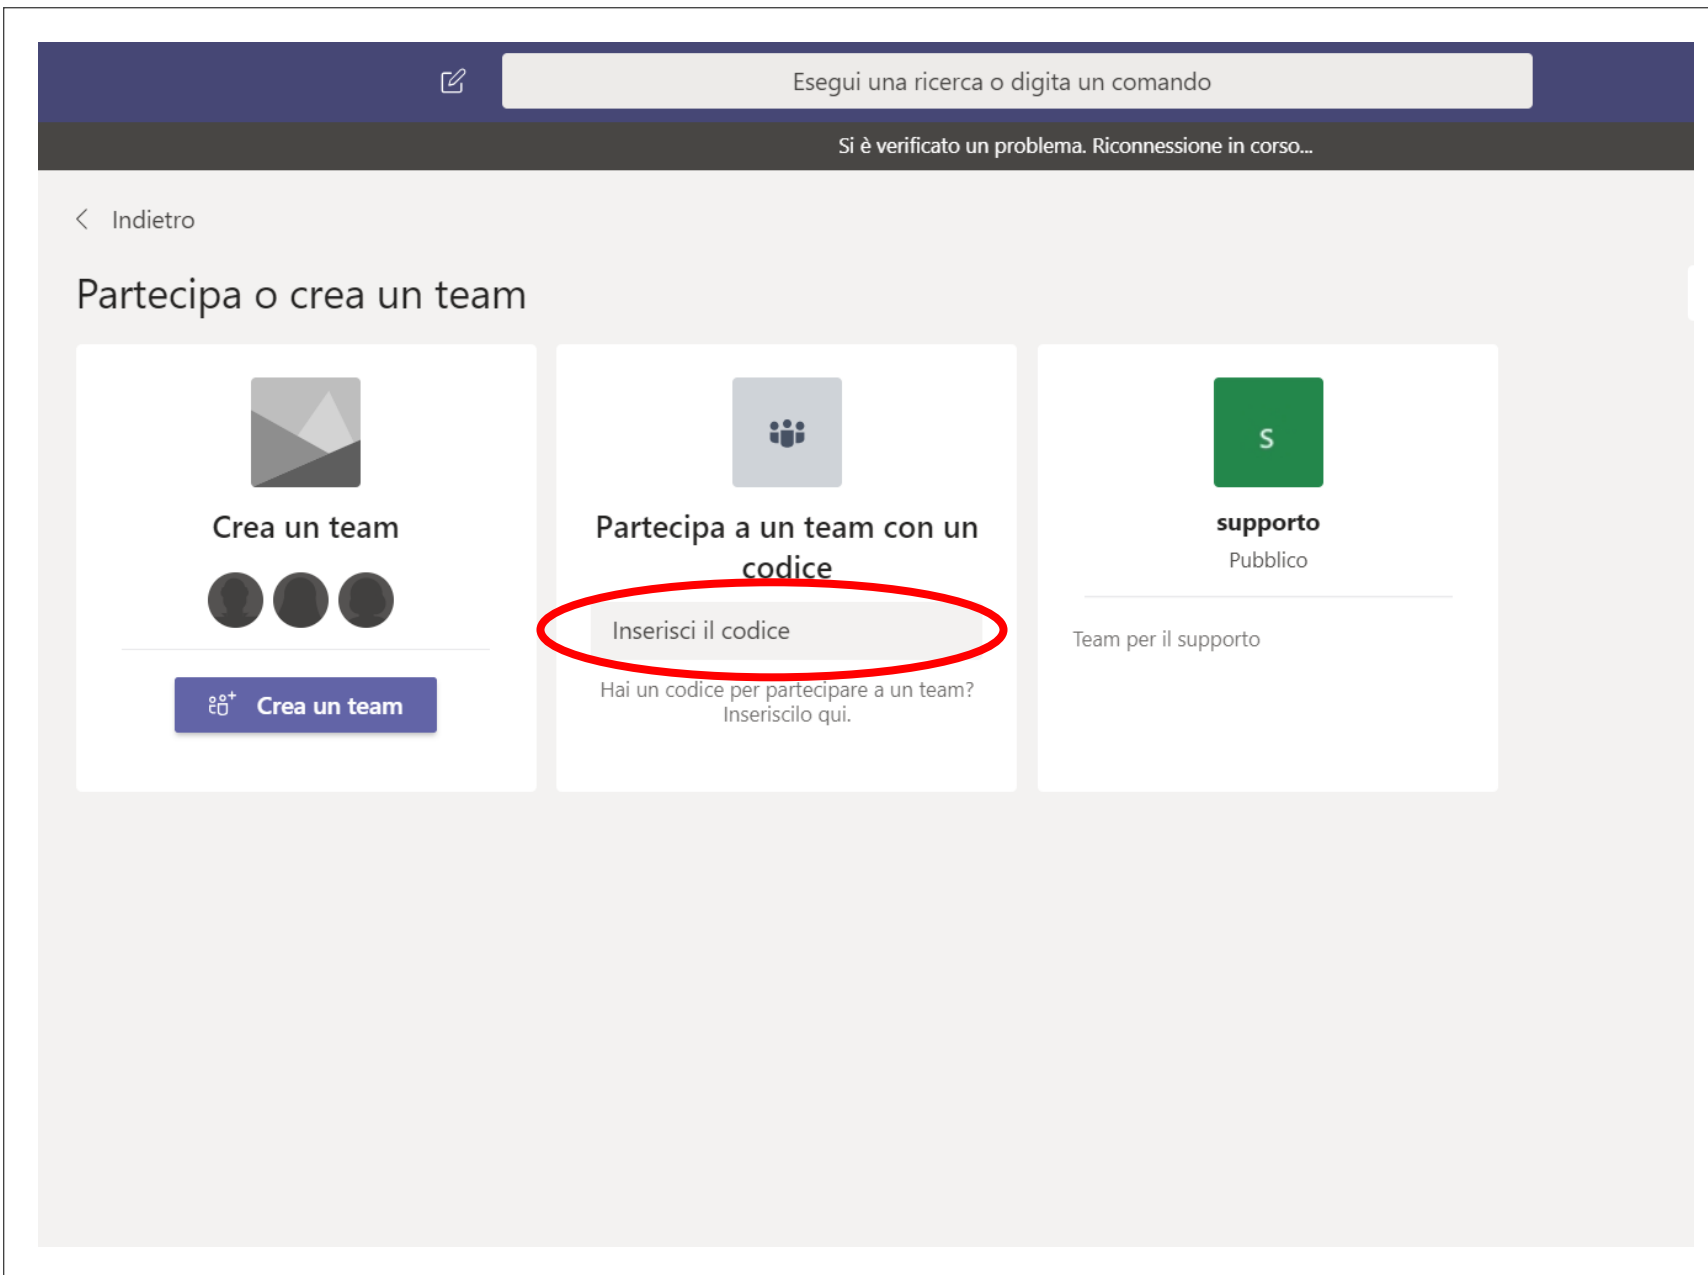 Esegui una ricerca o digita un comando
Si è verificato un problema. Riconnessione in corso...
Indietro
Partecipa o crea un team
Crea un team
Crea un team
Partecipa a un team con un
codice
Inserisci il codice
Hai un codice per partecipare a un team?
Inseriscilo qui.
S
supporto
Pubblico
Team per il supporto